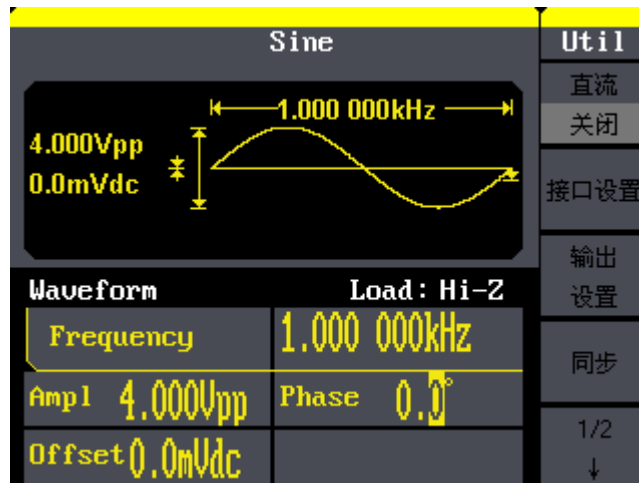 Sine
Util
直流
关闭
接口设置
输出
设置
同步
1/2
↓
1.000 000kHz
4.000Vpp
0.0mVdc
Waveform
Load: Hi-Z
Frequency
1.000 000kHz
Ampl 4.000Vpp
Phase 0.0°
Offset 0.0mVdc